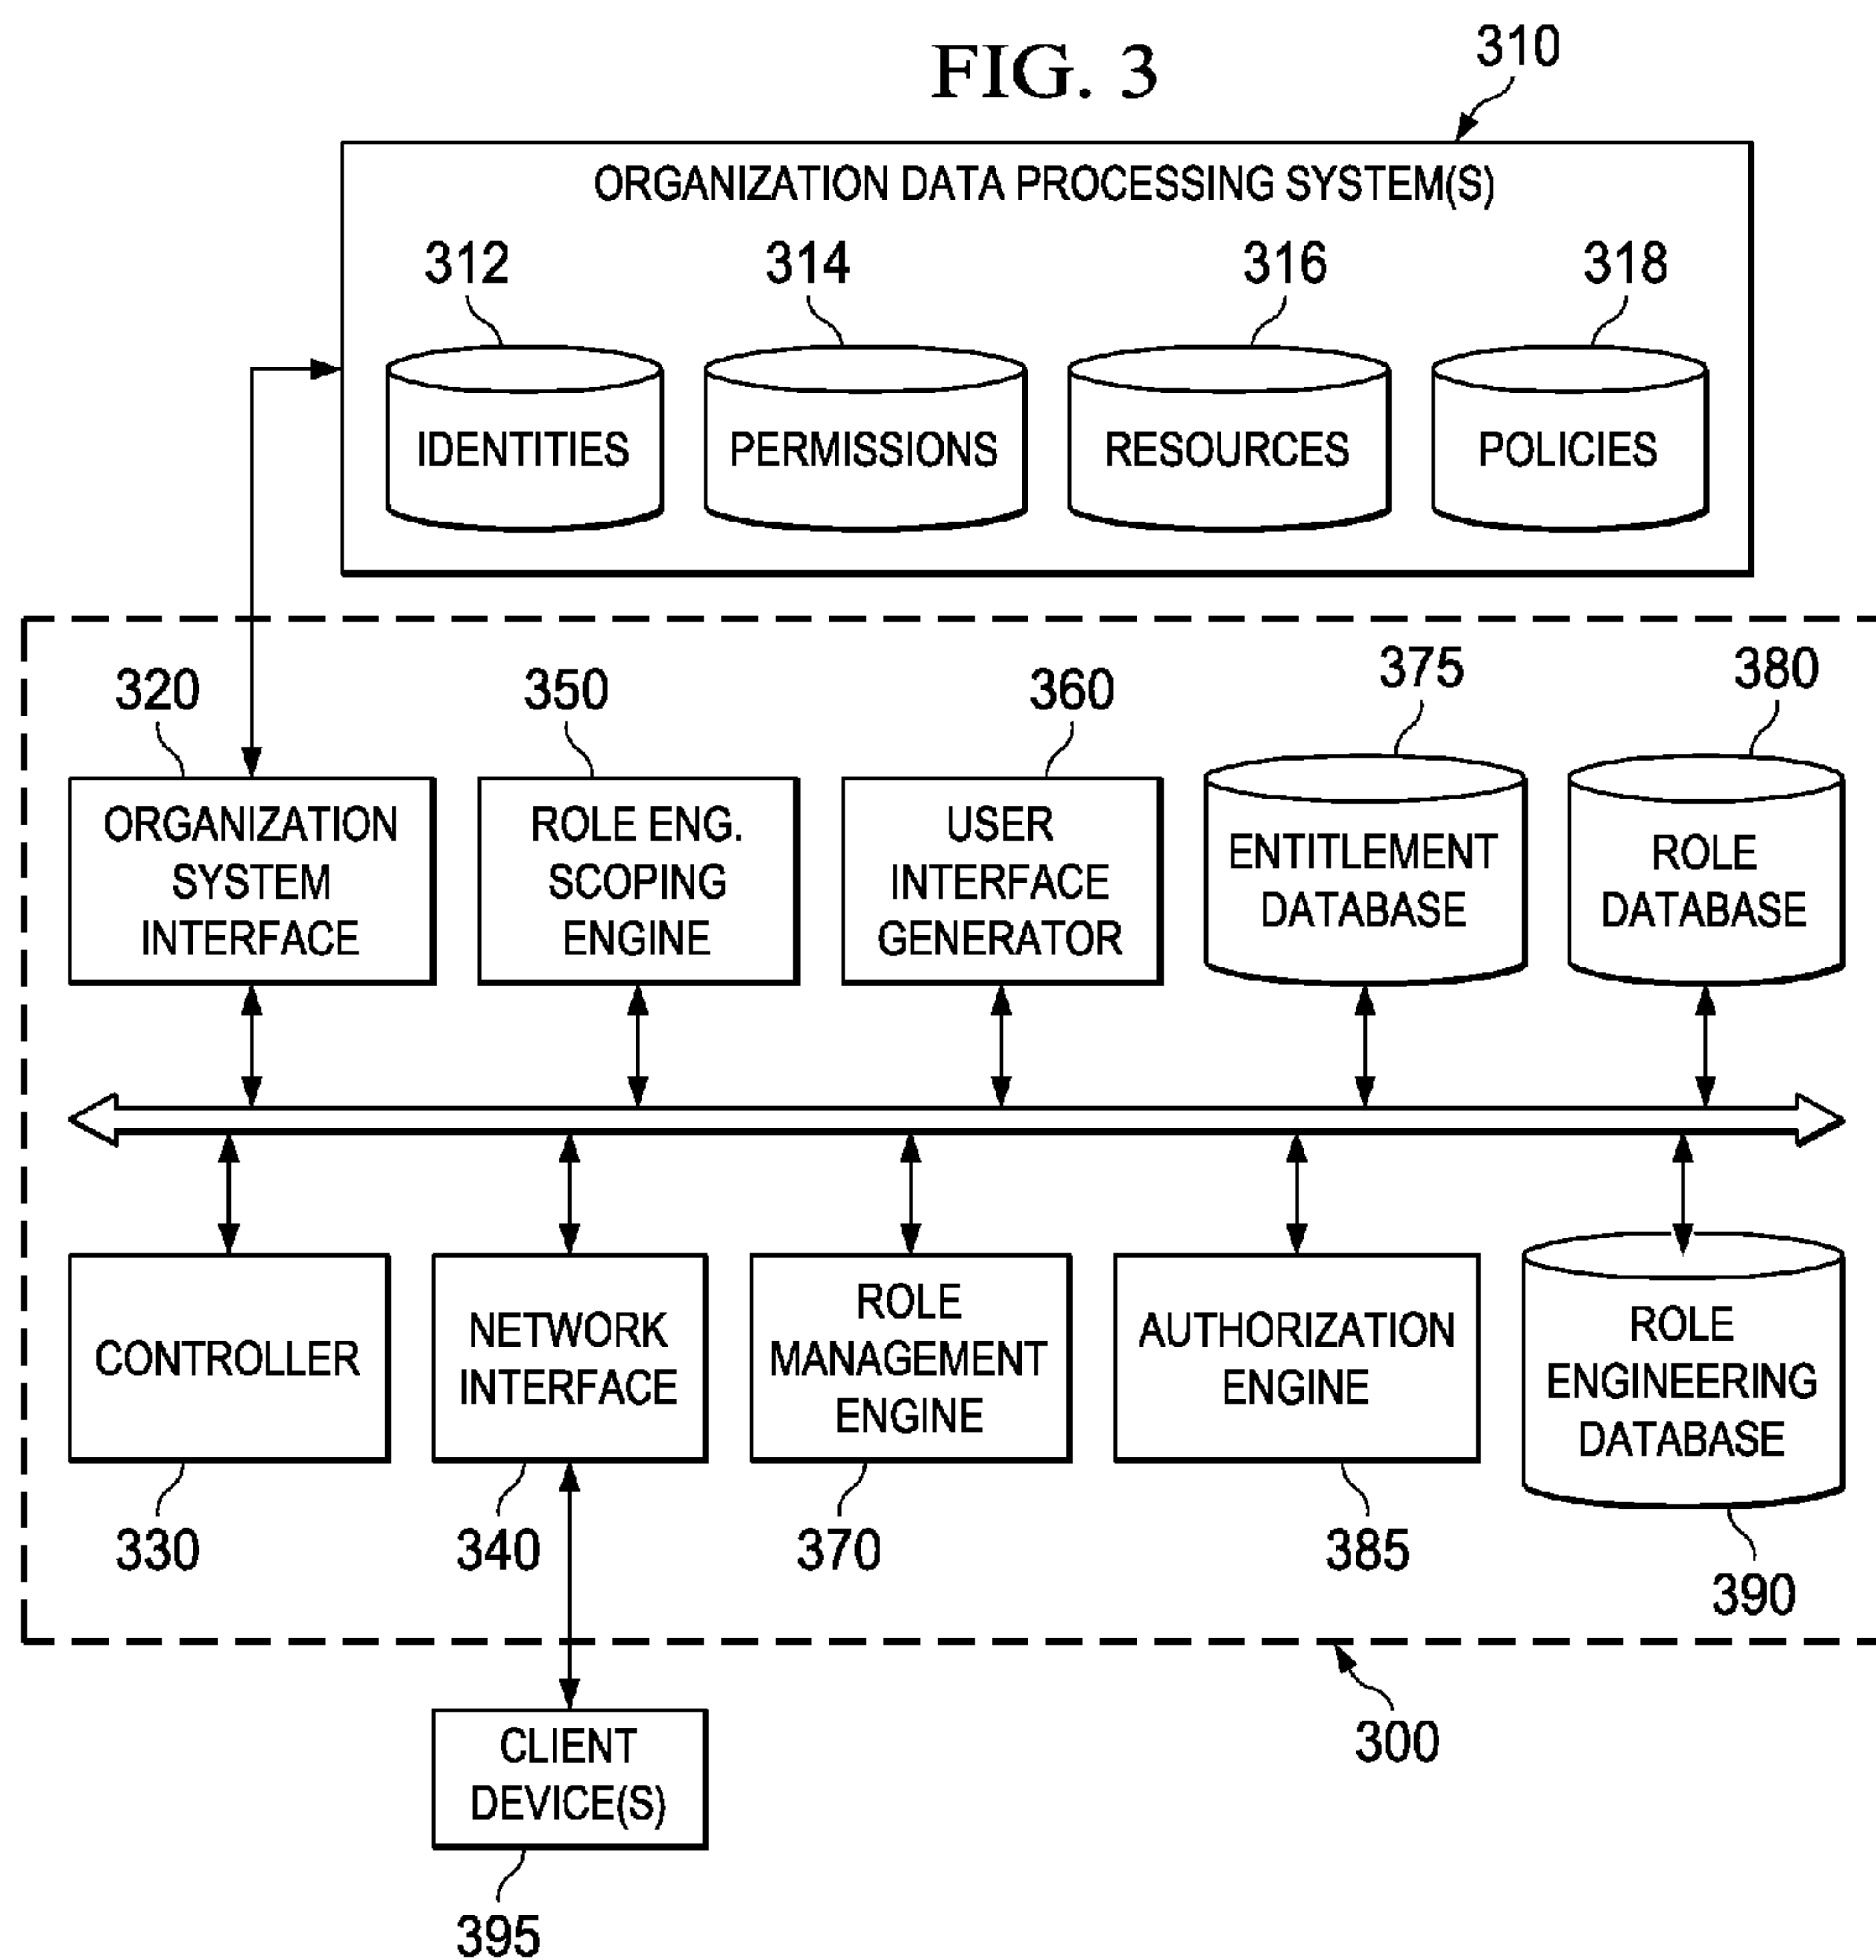 FIG. 3
310
ORGANIZATION DATA PROCESSING SYSTEM(S)
312
314
316
318
IDENTITIES
PERMISSIONS
RESOURCES
POLICIES
320
350
360
375
380
ORGANIZATION
SYSTEM
INTERFACE
ROLE ENG.
SCOPING
ENGINE
USER
INTERFACE
GENERATOR
ENTITLEMENT
DATABASE
ROLE
DATABASE
CONTROLLER
NETWORK
INTERFACE
ROLE
MANAGEMENT
ENGINE
AUTHORIZATION
ENGINE
ROLE
ENGINEERING
DATABASE
330
340
370
385
390
300
CLIENT
DEVICE(S)
395